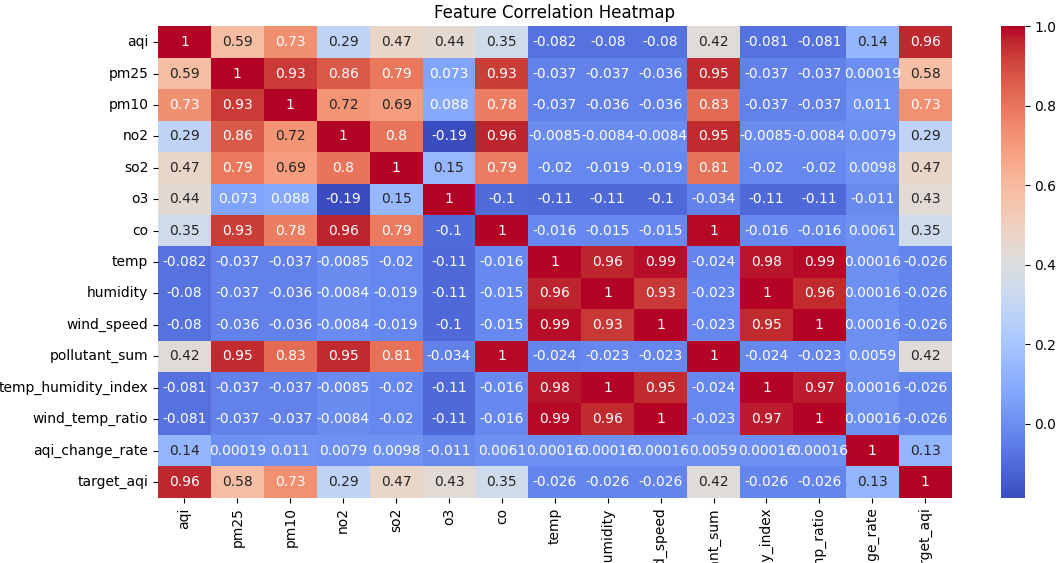 Feature Correlation Heatmap
aqi 1 0.59 0.73 0.29 0.47 0.44 0.35 -0.082 -0.08 -0.08 0.42 -0.081 -0.081 0.14 0.96
pm25 0.59 1 0.93 0.86 0.79 0.073 0.93 -0.037 -0.037 -0.036 0.95 -0.037 -0.037 0.00019 0.58
pm10 0.73 0.93 1 0.72 0.69 0.088 0.78 -0.037 -0.036 -0.036 0.83 -0.037 -0.037 0.011 0.73
no2 0.29 0.86 0.72 1 0.8 -0.19 0.96 -0.0085 -0.0084 -0.0084 0.95 -0.0085 -0.0084 0.0079 0.29
so2 0.47 0.79 0.69 0.8 1 0.15 0.79 -0.02 -0.019 -0.019 0.81 -0.02 -0.02 0.0098 0.47
o3 0.44 0.073 0.088 -0.19 0.15 1 -0.1 -0.11 -0.11 -0.1 -0.034 -0.11 -0.11 -0.011 0.43
co 0.35 0.93 0.78 0.96 0.79 -0.1 1 -0.016 -0.015 -0.015 1 -0.016 -0.016 0.0061 0.35
temp -0.082 -0.037 -0.037 -0.0085 -0.02 -0.11 -0.016 1 0.96 0.99 -0.024 0.98 0.99 0.00016 -0.026
humidity -0.08 -0.037 -0.036 -0.0084 -0.019 -0.11 -0.015 0.96 1 0.93 -0.023 1 0.96 0.00016 -0.026
wind_speed -0.08 -0.036 -0.036 -0.0084 -0.019 -0.1 -0.015 0.99 0.93 1 -0.023 0.95 1 0.00016 -0.026
pollutant_sum 0.42 0.95 0.83 0.95 0.81 -0.034 1 -0.024 -0.023 -0.023 1 -0.024 -0.023 0.0059 0.42
temp_humidity_index -0.081 -0.037 -0.037 -0.0085 -0.02 -0.11 -0.016 0.98 1 0.95 -0.024 1 0.97 0.00016 -0.026
wind_temp_ratio -0.081 -0.037 -0.037 -0.0084 -0.02 -0.11 -0.016 0.99 0.96 1 -0.023 0.97 1 0.00016 -0.026
aqi_change_rate 0.14 0.00019 0.011 0.0079 0.0098 -0.011 0.0061 0.00016 0.00016 0.00016 0.0059 0.00016 0.00016 1 0.13
target_aqi 0.96 0.58 0.73 0.29 0.47 0.43 0.35 -0.026 -0.026 -0.026 0.42 -0.026 -0.026 0.13 1
aqi pm25 pm10 no2 so2 o3 co temp umidity d_speed ant_sum y_index mp_ratio ge_rate rget_aqi
1.0
0.8
0.6
0.4
0.2
0.0